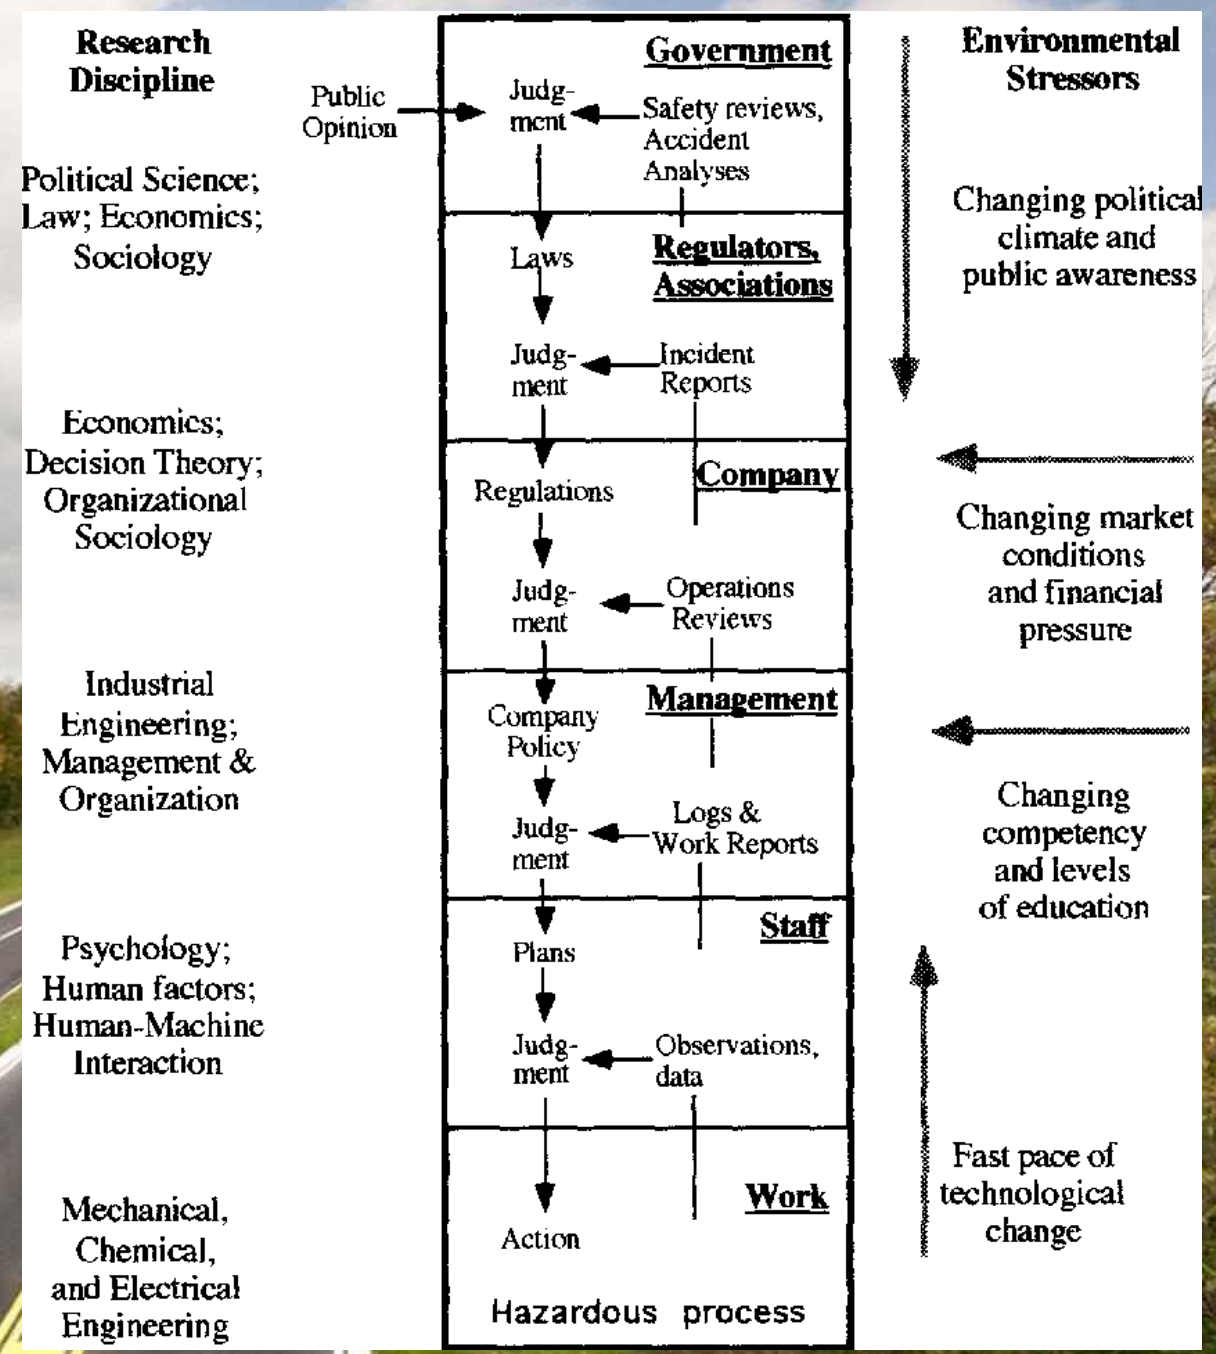 Research
Discipline
Political Science;
Law; Economics;
Sociology
Economics;
Decision Theory;
Organizational
Sociology
Industrial
Engineering;
Management &
Organization
Psychology;
Human factors;
Human-Machine
Interaction
Mechanical,
Chemical,
and Electrical
Engineering
Public
Opinion
Government
Judg-
ment
Safety reviews,
Accident
Analyses
Regulators,
Associations
Laws
Judg-
ment
Incident
Reports
Company
Regulations
Judg-
ment
Operations
Reviews
Management
Company
Policy
Judg-
ment
Logs &
Work Reports
Staff
Plans
Judg-
ment
Observations,
data
Work
Action
Hazardous process
Environmental
Stressors
Changing political
climate and
public awareness
Changing market
conditions
and financial
pressure
Changing
competency
and levels
of education
Fast pace of
technological
change